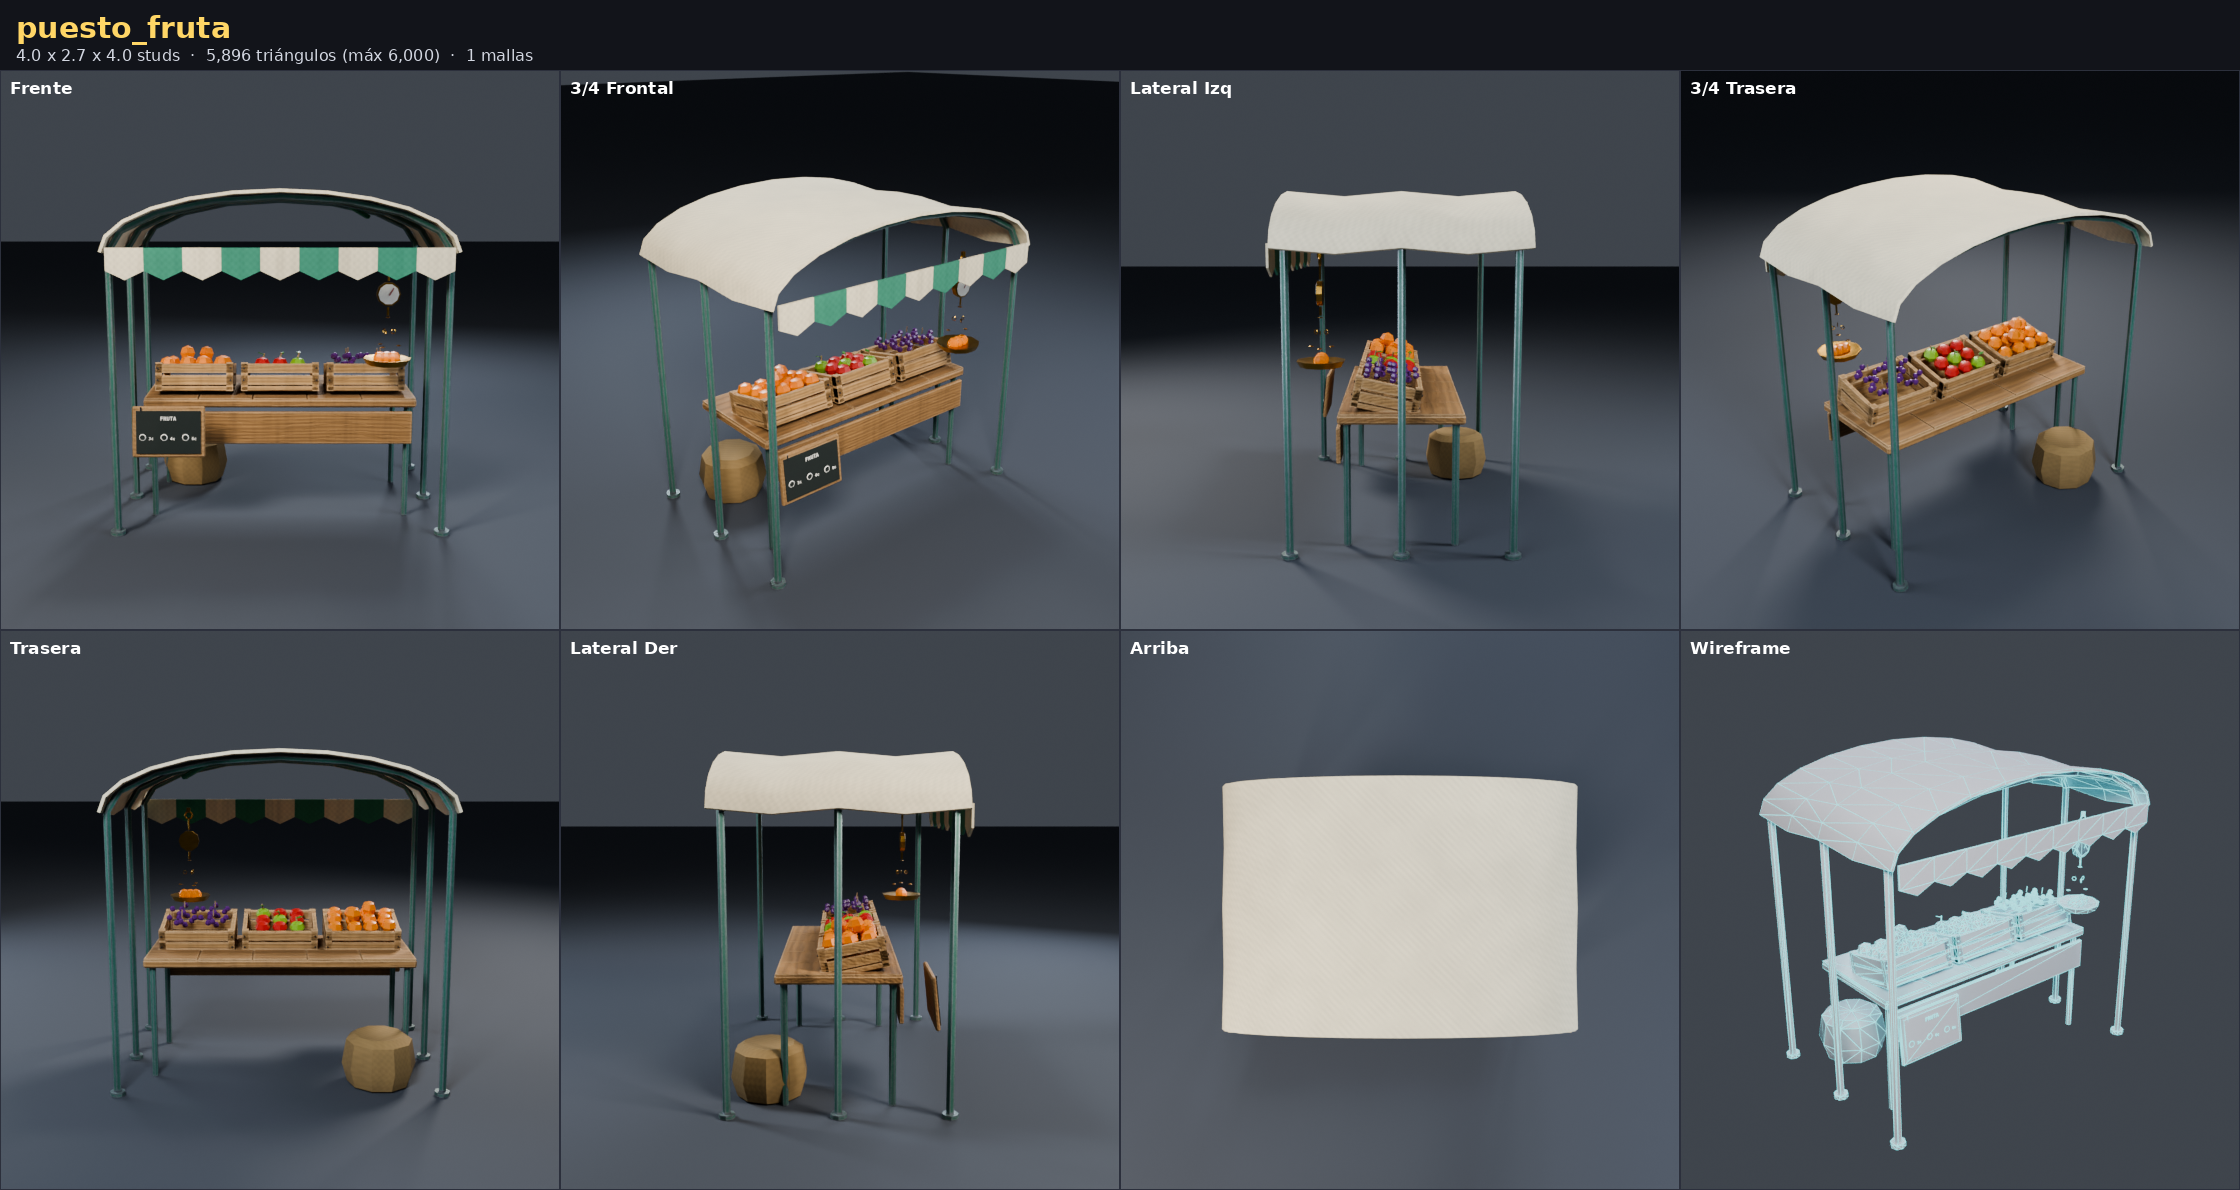 puesto_fruta
4.0 x 2.7 x 4.0 studs · 5,896 triángulos (máx 6,000) · 1 mallas
Frente
3/4 Frontal
Lateral Izq
3/4 Trasera
FRUTA
FRUTA
Trasera
Lateral Der
Arriba
Wireframe